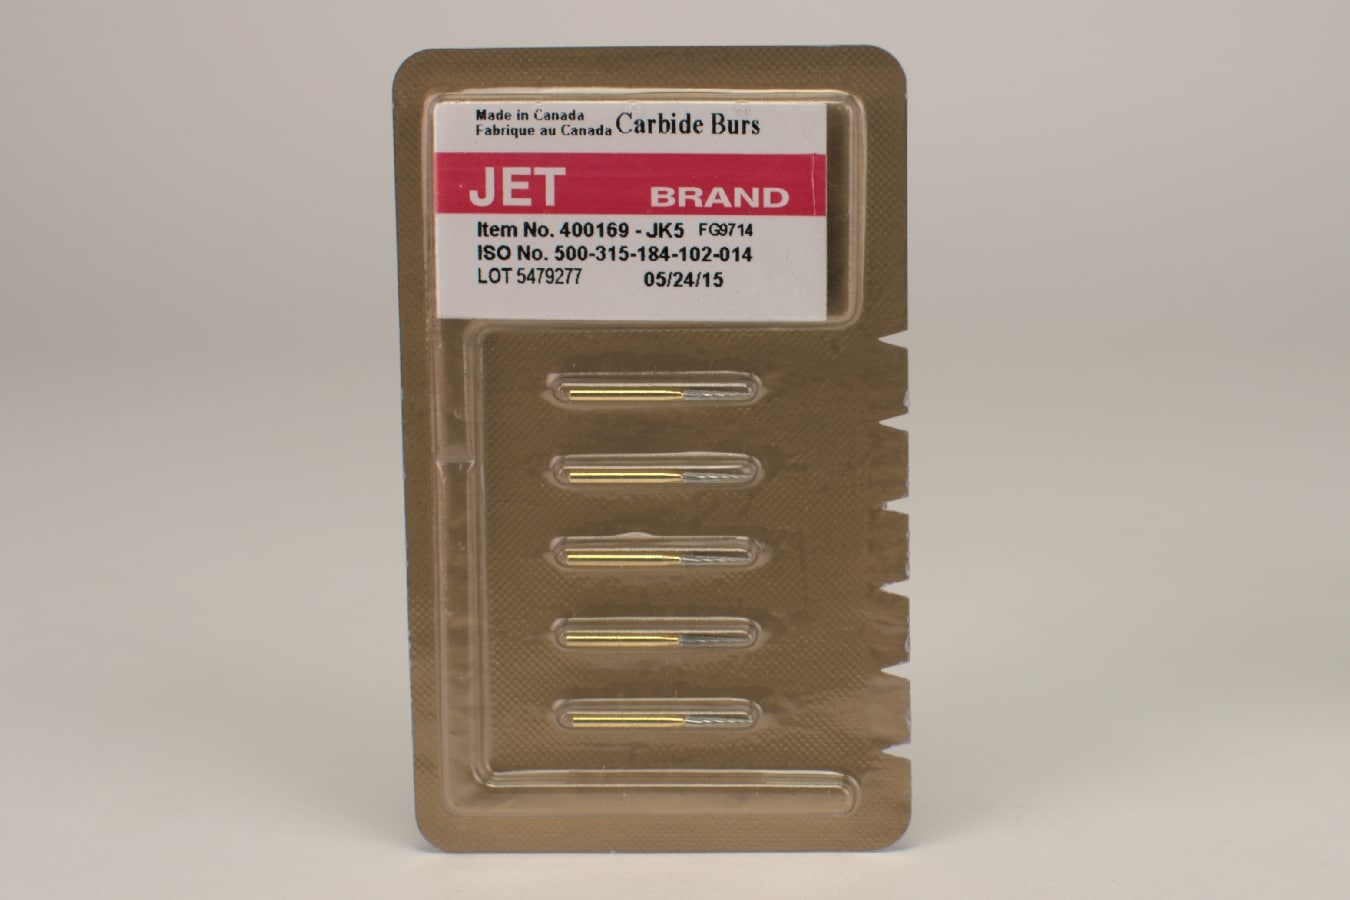 Made in Canada
Fabrique au Canada Carbide Burs
JET BRAND
Item No. 400169 - JK5 FG9714
ISO No. 500-315-184-102-014
LOT 5479277 05/24/15